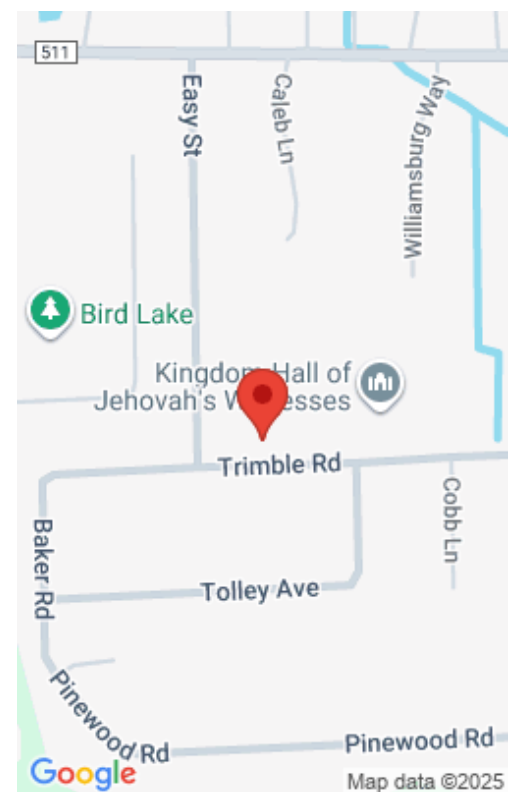 511
Easy St
Caleb Ln
Williamsburg Way
Bird Lake
Kingdom Hall of
Jehovah's Witnesses
Trimble Rd
Cobb Ln
Baker Rd
Tolley Ave
Pinewood Rd
Pinewood Rd
Google
Map data ©2025